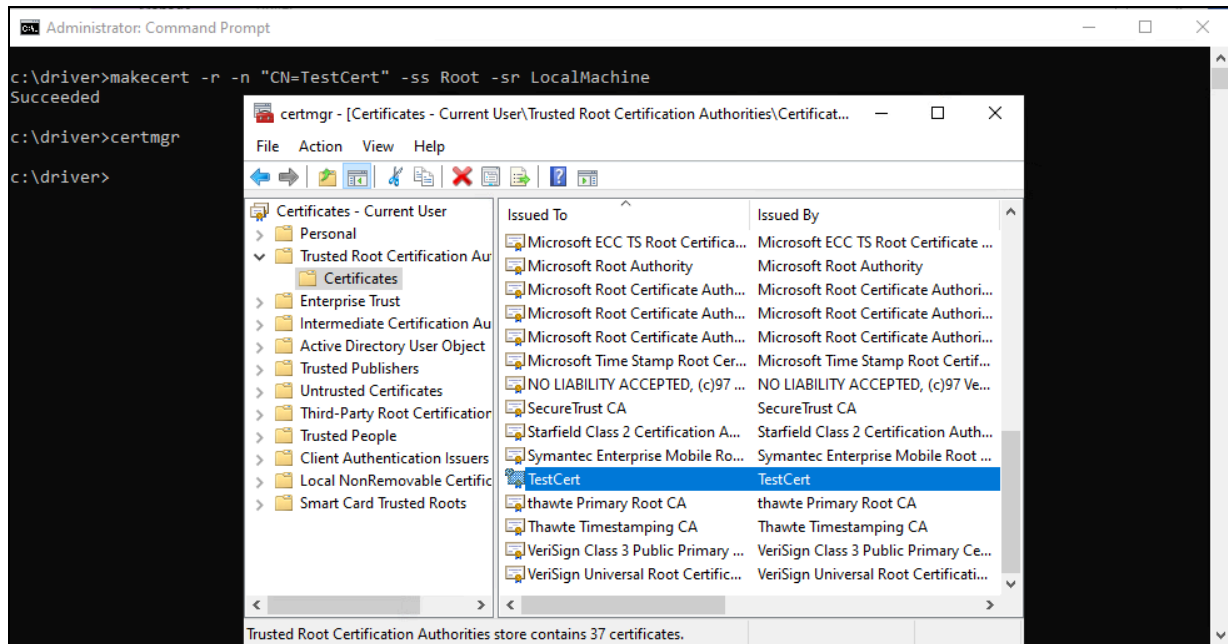 Administrator: Command Prompt
c:\driver>makecert -r -n "CN=TestCert" -ss Root -sr LocalMachine
Succeeded
c:\driver>certmgr
c:\driver>
certmgr - [Certificates - Current User\Trusted Root Certification Authorities\Certificat...
File Action View Help
Certificates - Current User
Personal
Trusted Root Certification Au
Certificates
Enterprise Trust
Intermediate Certification Au
Active Directory User Object
Trusted Publishers
Untrusted Certificates
Third-Party Root Certification
Trusted People
Client Authentication Issuers
Local NonRemovable Certific
Smart Card Trusted Roots
Issued To Issued By
Microsoft ECC TS Root Certifica... Microsoft ECC TS Root Certificate ...
Microsoft Root Authority Microsoft Root Authority
Microsoft Root Certificate Auth... Microsoft Root Certificate Authori...
Microsoft Root Certificate Auth... Microsoft Root Certificate Authori...
Microsoft Root Certificate Auth... Microsoft Root Certificate Authori...
Microsoft Time Stamp Root Cer... Microsoft Time Stamp Root Certif...
NO LIABILITY ACCEPTED, (c)97 ... NO LIABILITY ACCEPTED, (c)97 Ve...
SecureTrust CA SecureTrust CA
Starfield Class 2 Certification A... Starfield Class 2 Certification Auth...
Symantec Enterprise Mobile Ro... Symantec Enterprise Mobile Root ...
TestCert TestCert
thawte Primary Root CA thawte Primary Root CA
Thawte Timestamping CA Thawte Timestamping CA
VeriSign Class 3 Public Primary ... VeriSign Class 3 Public Primary Ce...
VeriSign Universal Root Certific... VeriSign Universal Root Certificati...
Trusted Root Certification Authorities store contains 37 certificates.